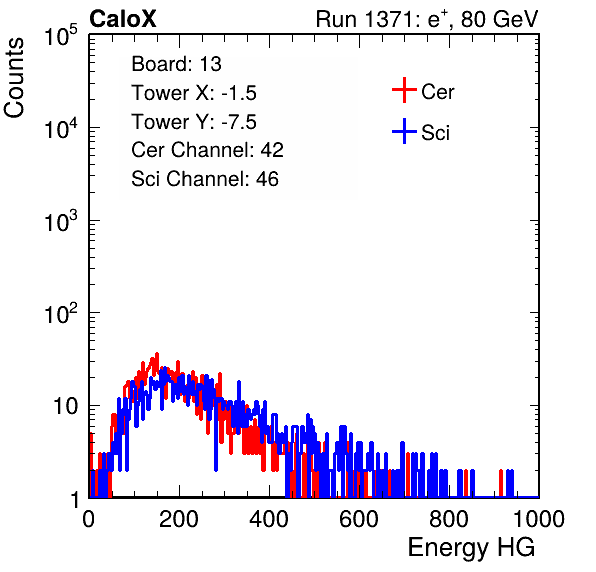 CaloX Run 1371: e⁺, 80 GeV
Counts
Board: 13
Tower X: -1.5
Tower Y: -7.5
Cer Channel: 42
Sci Channel: 46
Cer
Sci
10⁵
10⁴
10³
10²
10
1
0 200 400 600 800 1000
Energy HG